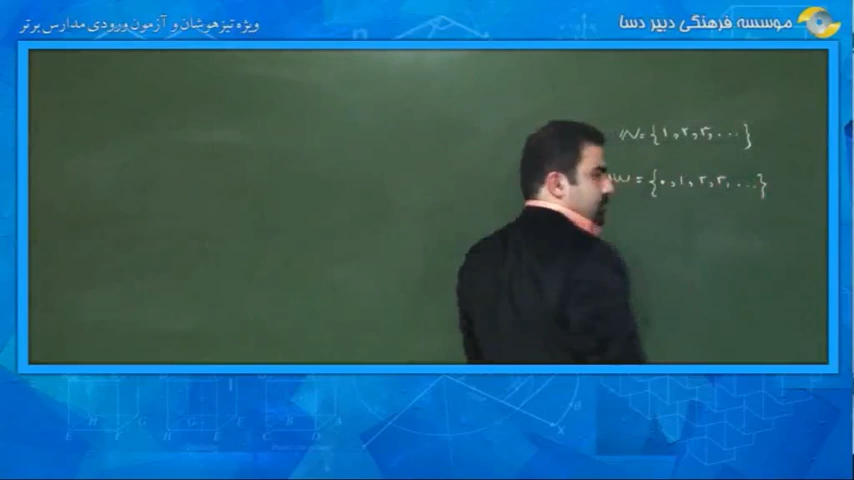 موسسه فرهنگی دبیر دسا
ویژه تیزهوشان و آزمون ورودی مدارس برتر
ℕ = {۱, ۲, ۳, ...}
W = {۰, ۱, ۲, ۳, ...}